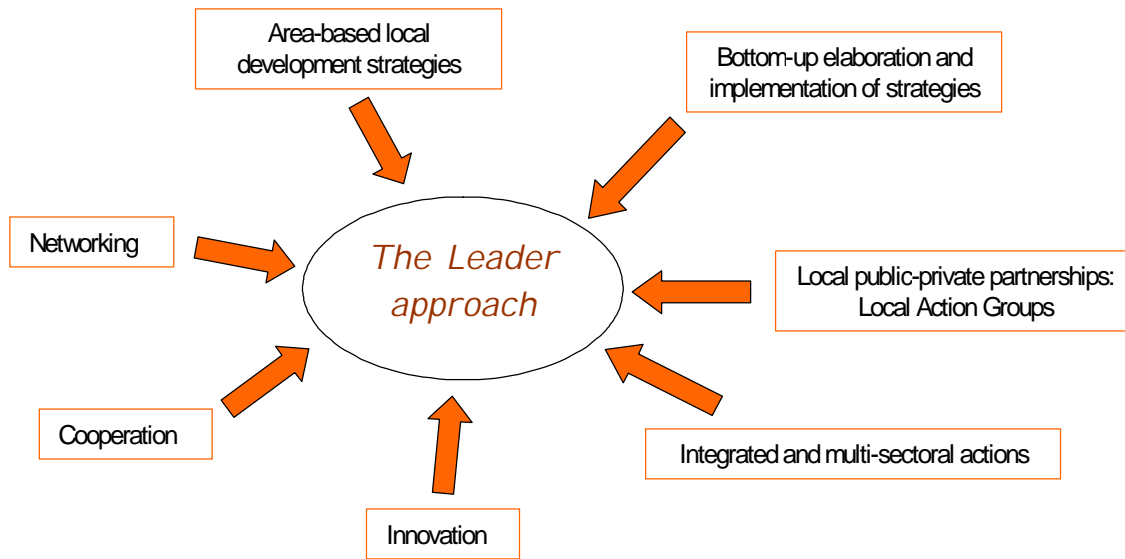 Area-based local
development strategies
Bottom-up elaboration and
implementation of strategies
Networking
The Leader
approach
Local public-private partnerships:
Local Action Groups
Cooperation
Integrated and multi-sectoral actions
Innovation